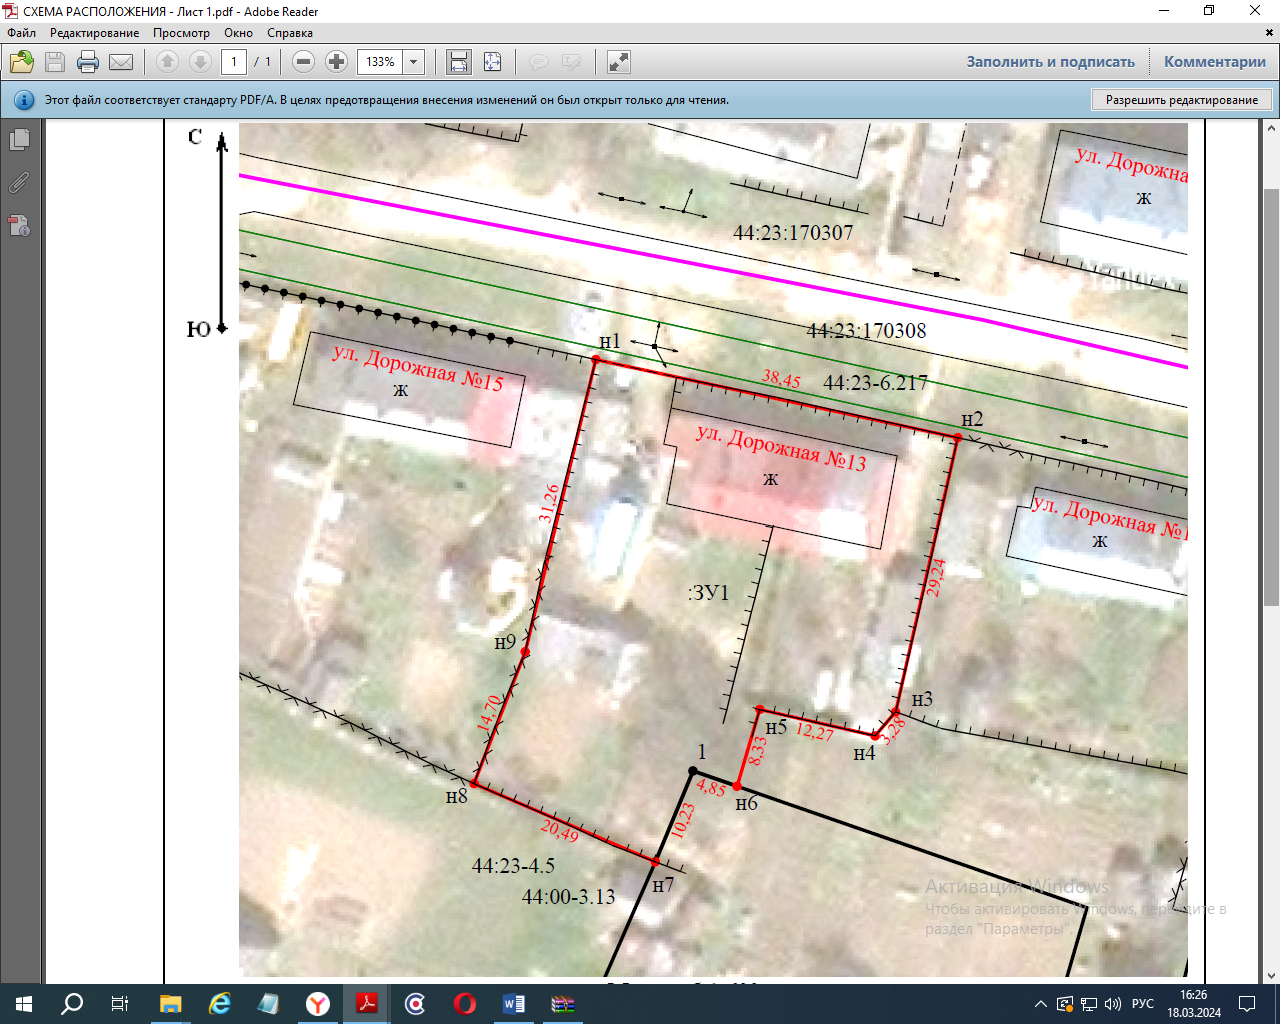 СХЕМА РАСПОЛОЖЕНИЯ - Лист 1.pdf - Adobe Reader
Файл Редактирование Просмотр Окно Справка
1 / 1 133% Заполнить и подписать Комментарии
Этот файл соответствует стандарту PDF/A. В целях предотвращения внесения изменений он был открыт только для чтения. Разрешить редактирование
С
ул. Дорожна
Ж
44:23:170307
Yandex
Ю
44:23:170308
н1
ул. Дорожная №15
Ж
38,45
44:23-6.217
н2
ул. Дорожная №13
Ж
31,26
ул. Дорожная №1
Ж
29,24
:ЗУ1
н9
14,70
н3
н5
12,27
3,28
н4
8,33
1
4,85
н6
н8
10,23
20,49
44:23-4.5
н7
44:00-3.13
Активация Windows
Чтобы активировать Windows, перейдите в
раздел "Параметры".
РУС
16:26
18.03.2024